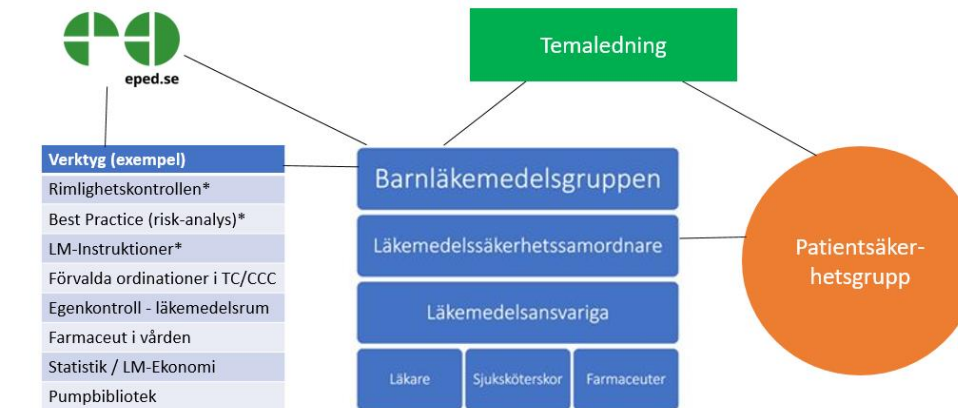 eped.se
Temaledning
Verktyg (exempel)
Rimlighetskontrollen*
Best Practice (risk-analys)*
LM-Instruktioner*
Förvalda ordinationer i TC/CCC
Egenkontroll - läkemedelsrum
Farmaceut i vården
Statistik / LM-Ekonomi
Pumpbibliotek
Barnläkemedelsgruppen
Läkemedelssäkerhetssamordnare
Läkemedelsansvariga
Läkare
Sjuksköterskor
Farmaceuter
Patientsäker-
hetsgrupp